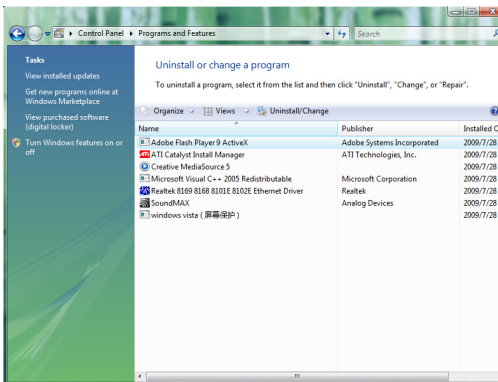 Control Panel ▸ Programs and Features
Search
Tasks
View installed updates
Get new programs online at
Windows Marketplace
View purchased software
(digital locker)
Turn Windows features on or
off
Uninstall or change a program
To uninstall a program, select it from the list and then click "Uninstall", "Change", or "Repair".
Organize Views Uninstall/Change
Name Publisher Installed O
Adobe Flash Player 9 ActiveX Adobe Systems Incorporated 2009/7/28
ATI Catalyst Install Manager ATI Technologies, Inc. 2009/7/28
Creative MediaSource 5 2009/7/28
Microsoft Visual C++ 2005 Redistributable Microsoft Corporation 2009/7/28
Realtek 8169 8168 8101E 8102E Ethernet Driver Realtek 2009/7/28
SoundMAX Analog Devices 2009/7/28
windows vista ( 屏幕保护 ) 2009/7/28